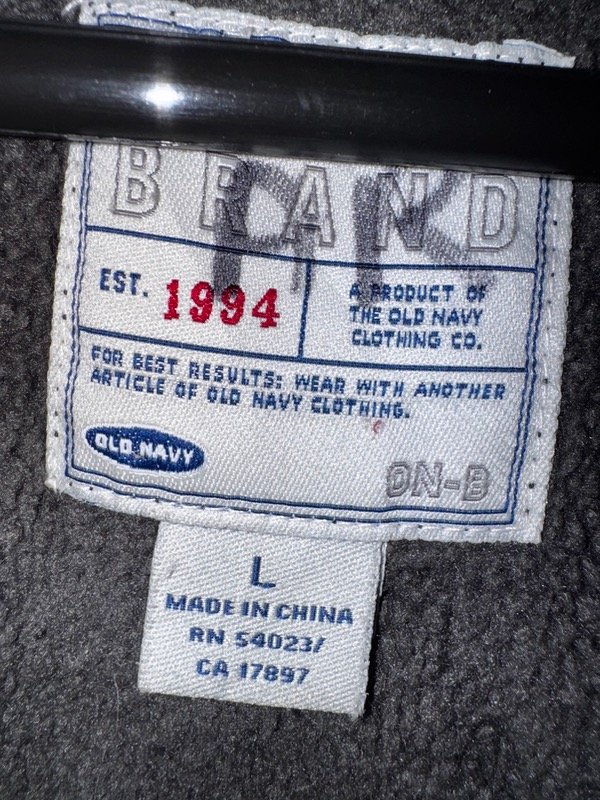 BRAND
EST. 1994
A PRODUCT OF
THE OLD NAVY
CLOTHING CO.
FOR BEST RESULTS: WEAR WITH ANOTHER
ARTICLE OF OLD NAVY CLOTHING.
OLD NAVY
ON-B
L
MADE IN CHINA
RN 54023/
CA 17897